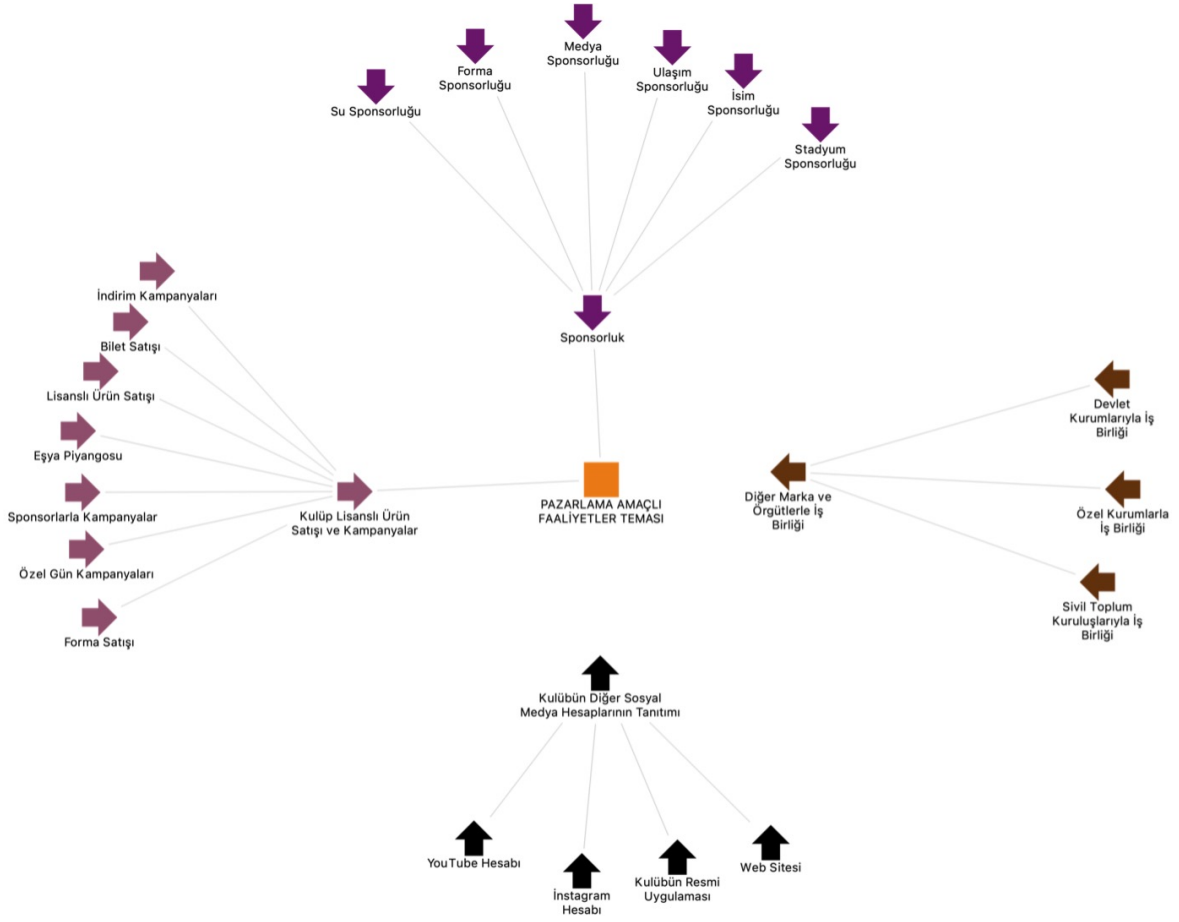 Medya
Sponsorluğu
Forma
Sponsorluğu
Ulaşım
Sponsorluğu
Su Sponsorluğu
İsim
Sponsorluğu
Stadyum
Sponsorluğu
Sponsorluk
İndirim Kampanyaları
Bilet Satışı
Lisanslı Ürün Satışı
Eşya Piyangosu
Sponsorlarla Kampanyalar
Özel Gün Kampanyaları
Forma Satışı
Kulüp Lisanslı Ürün
Satışı ve Kampanyalar
PAZARLAMA AMAÇLI
FAALİYETLER TEMASI
Diğer Marka ve
Örgütlerle İş
Birliği
Devlet
Kurumlarıyla İş
Birliği
Özel Kurumlarla
İş Birliği
Sivil Toplum
Kuruluşlarıyla İş
Birliği
Kulübün Diğer Sosyal
Medya Hesaplarının Tanıtımı
YouTube Hesabı
İnstagram
Hesabı
Kulübün Resmi
Uygulaması
Web Sitesi